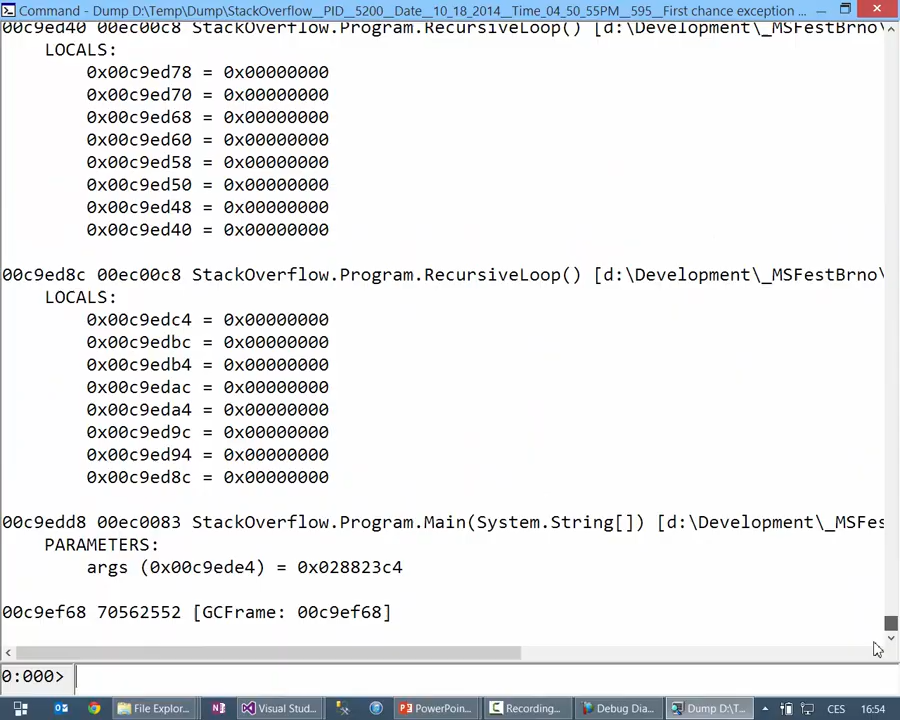 Command - Dump D:\Temp\Dump\StackOverflow__PID__5200__Date__10_18_2014__Time_04_50_55PM__595__First chance exception ...
00c9ed40 00ec00c8 StackOverflow.Program.RecursiveLoop() [d:\Development\_MSFestBrno\
LOCALS:
0x00c9ed78 = 0x00000000
0x00c9ed70 = 0x00000000
0x00c9ed68 = 0x00000000
0x00c9ed60 = 0x00000000
0x00c9ed58 = 0x00000000
0x00c9ed50 = 0x00000000
0x00c9ed48 = 0x00000000
0x00c9ed40 = 0x00000000
00c9ed8c 00ec00c8 StackOverflow.Program.RecursiveLoop() [d:\Development\_MSFestBrno\
LOCALS:
0x00c9edc4 = 0x00000000
0x00c9edbc = 0x00000000
0x00c9edb4 = 0x00000000
0x00c9edac = 0x00000000
0x00c9eda4 = 0x00000000
0x00c9ed9c = 0x00000000
0x00c9ed94 = 0x00000000
0x00c9ed8c = 0x00000000
00c9edd8 00ec0083 StackOverflow.Program.Main(System.String[]) [d:\Development\_MSFes
PARAMETERS:
args (0x00c9ede4) = 0x028823c4
00c9ef68 70562552 [GCFrame: 00c9ef68]
0:000>
File Explor... Visual Stud... PowerPoin... Recording... Debug Dia... Dump D:\T... CES 16:54